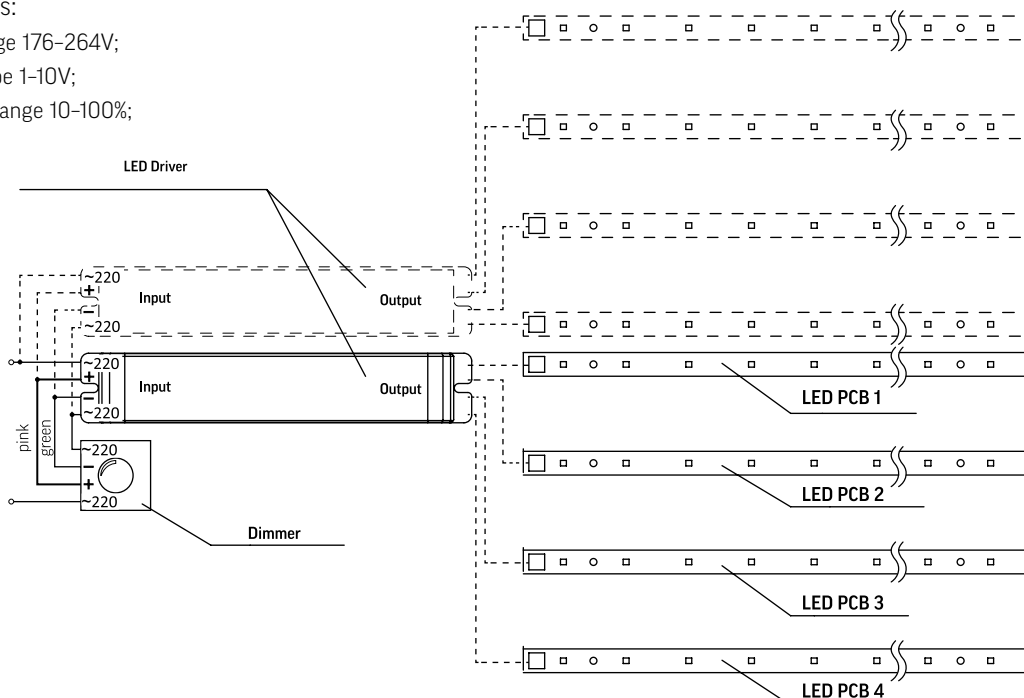 s:
ge 176-264V;
pe 1-10V;
ange 10-100%;
LED Driver
~220
+
Input
Output
−
~220
~220
+
Input
Output
−
~220
LED PCB 1
pink
green
~220
−
+
~220
LED PCB 2
Dimmer
LED PCB 3
LED PCB 4